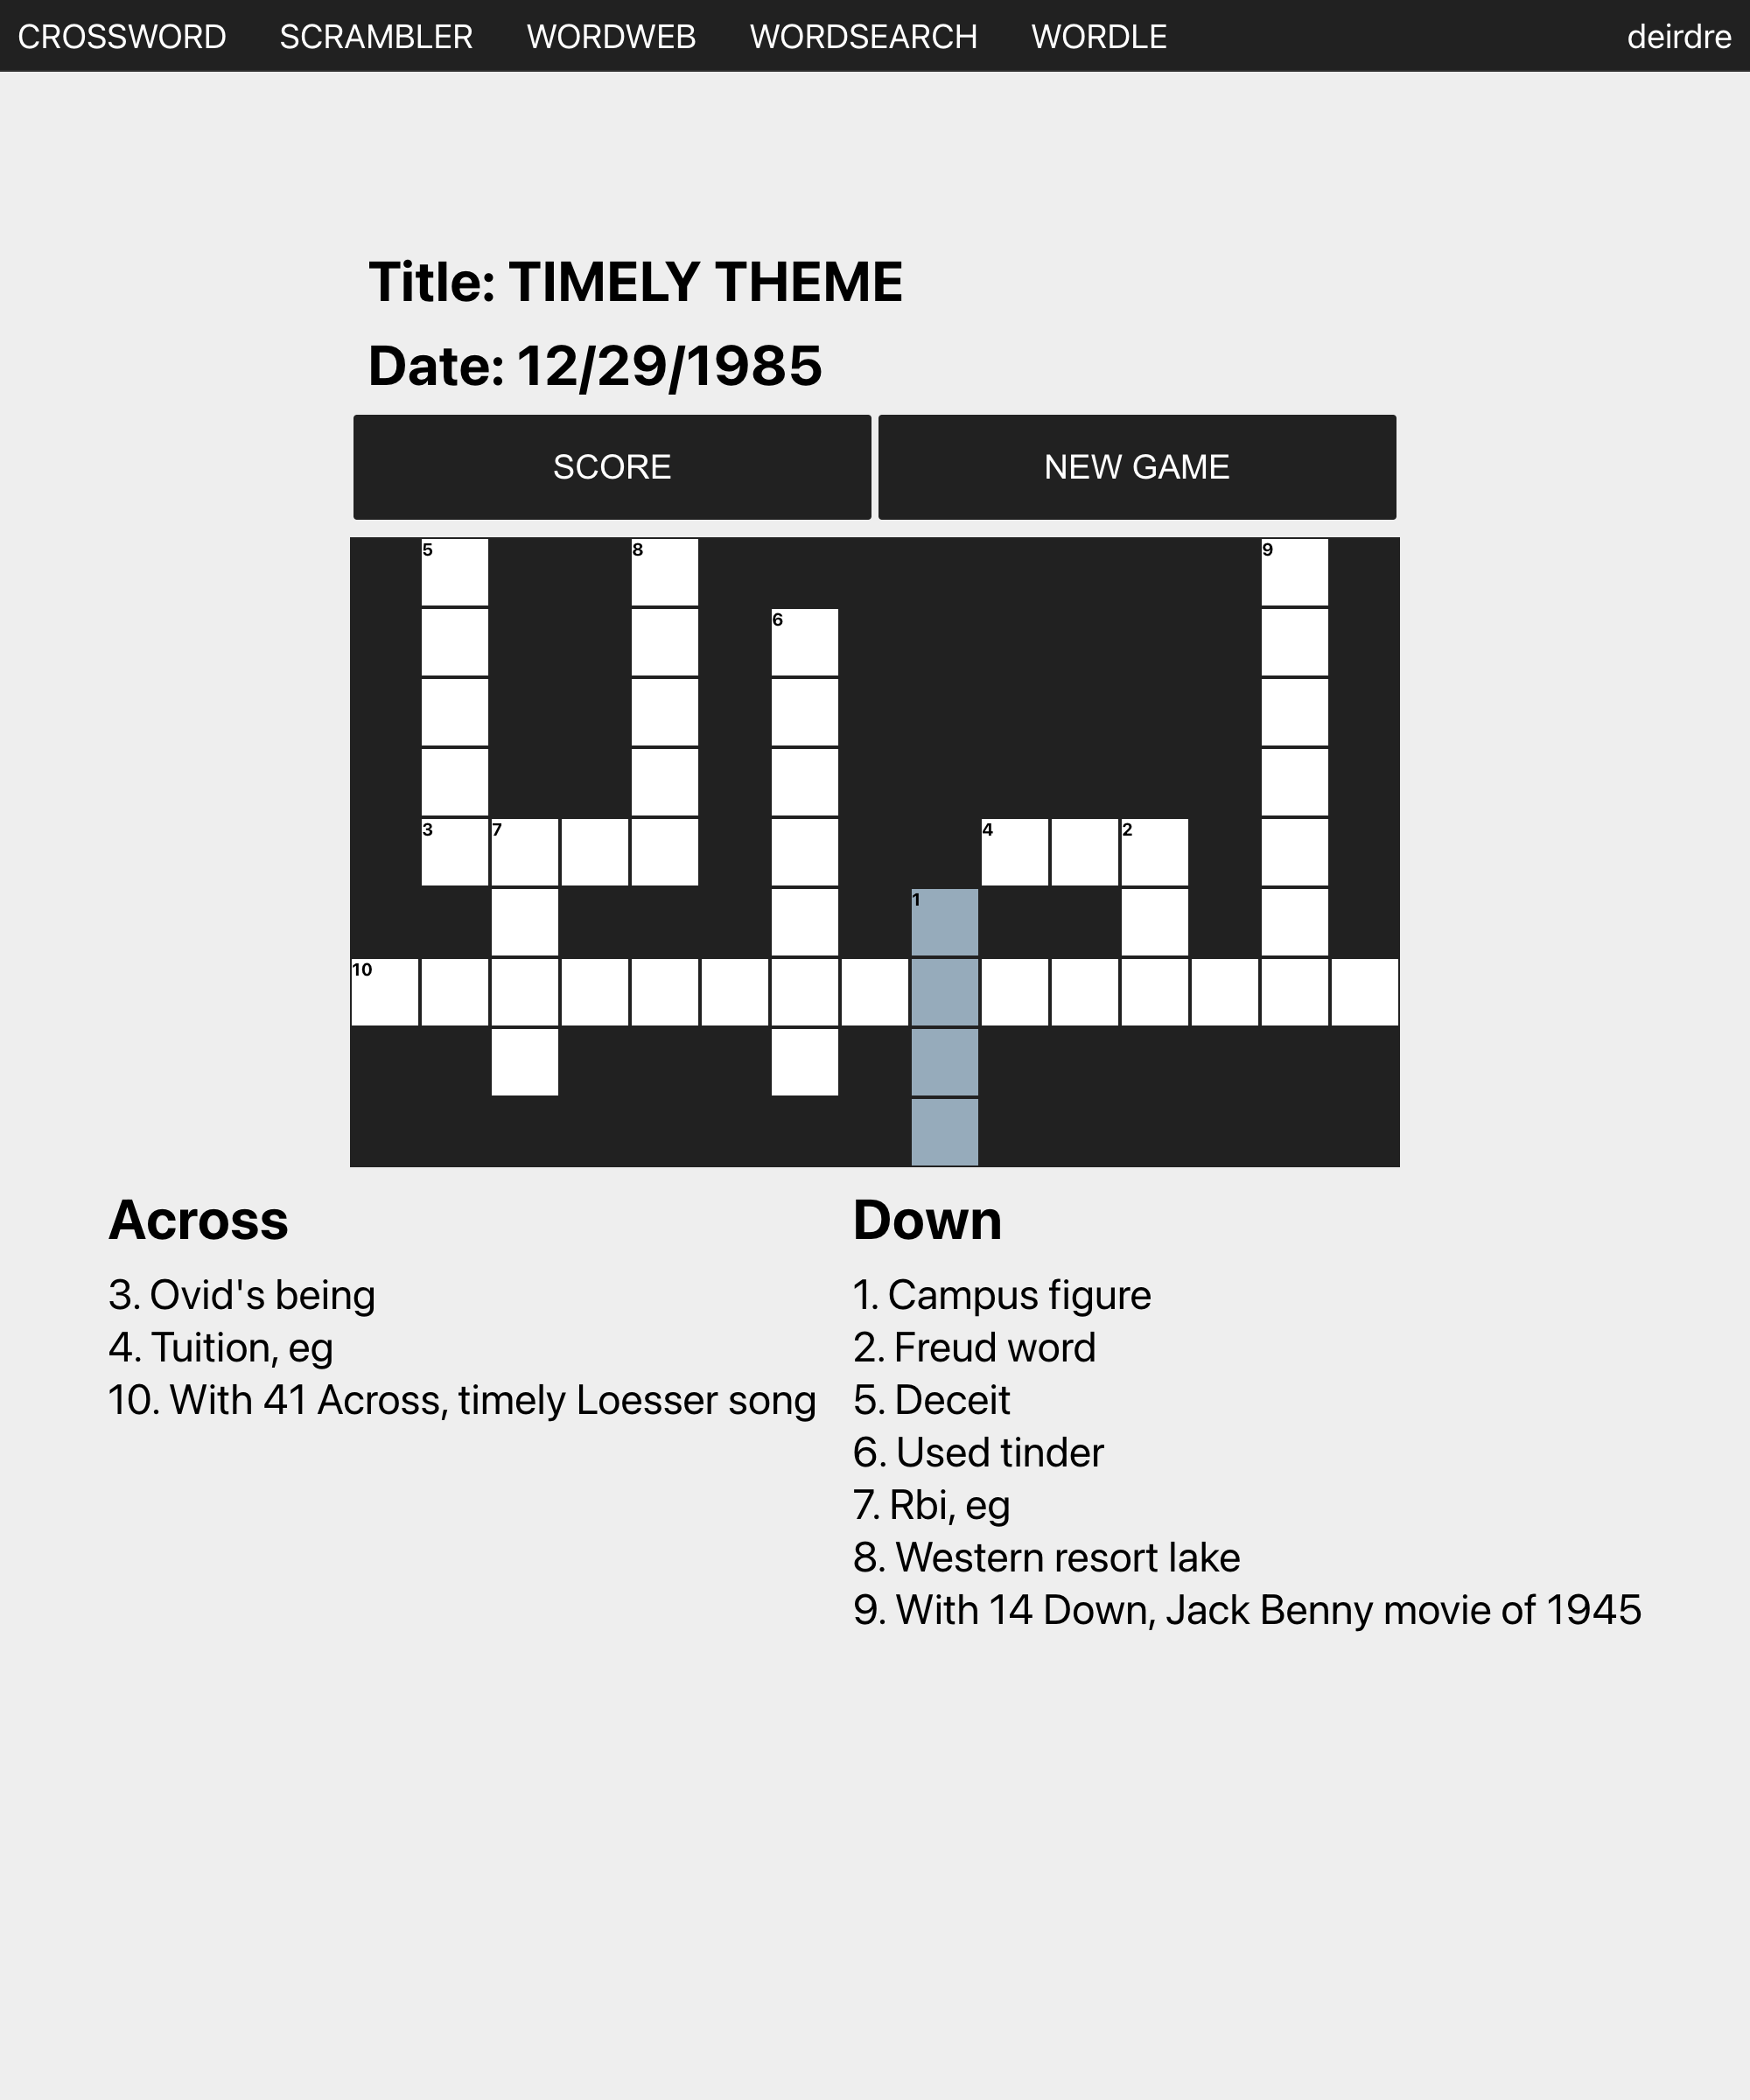 CROSSWORD SCRAMBLER WORDWEB WORDSEARCH WORDLE deirdre
Title: TIMELY THEME
Date: 12/29/1985
SCORE NEW GAME
5 8 9
6
3 7 4 2
1
10
Across
3. Ovid's being
4. Tuition, eg
10. With 41 Across, timely Loesser song
Down
1. Campus figure
2. Freud word
5. Deceit
6. Used tinder
7. Rbi, eg
8. Western resort lake
9. With 14 Down, Jack Benny movie of 1945